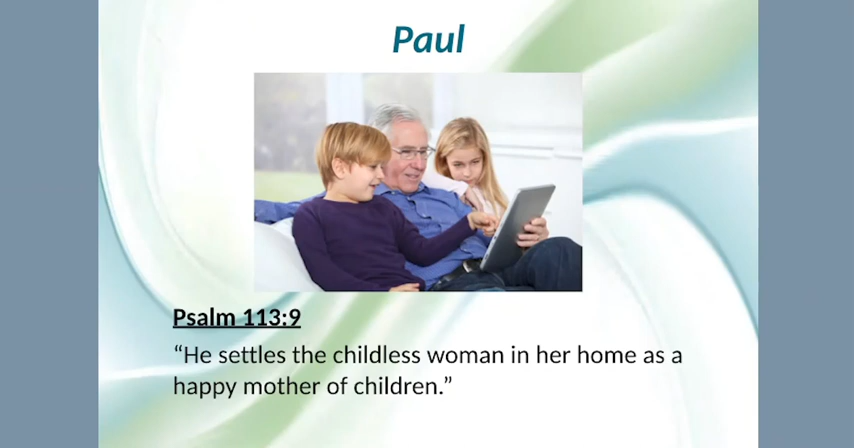 Paul
Psalm 113:9
“He settles the childless woman in her home as a
happy mother of children.”